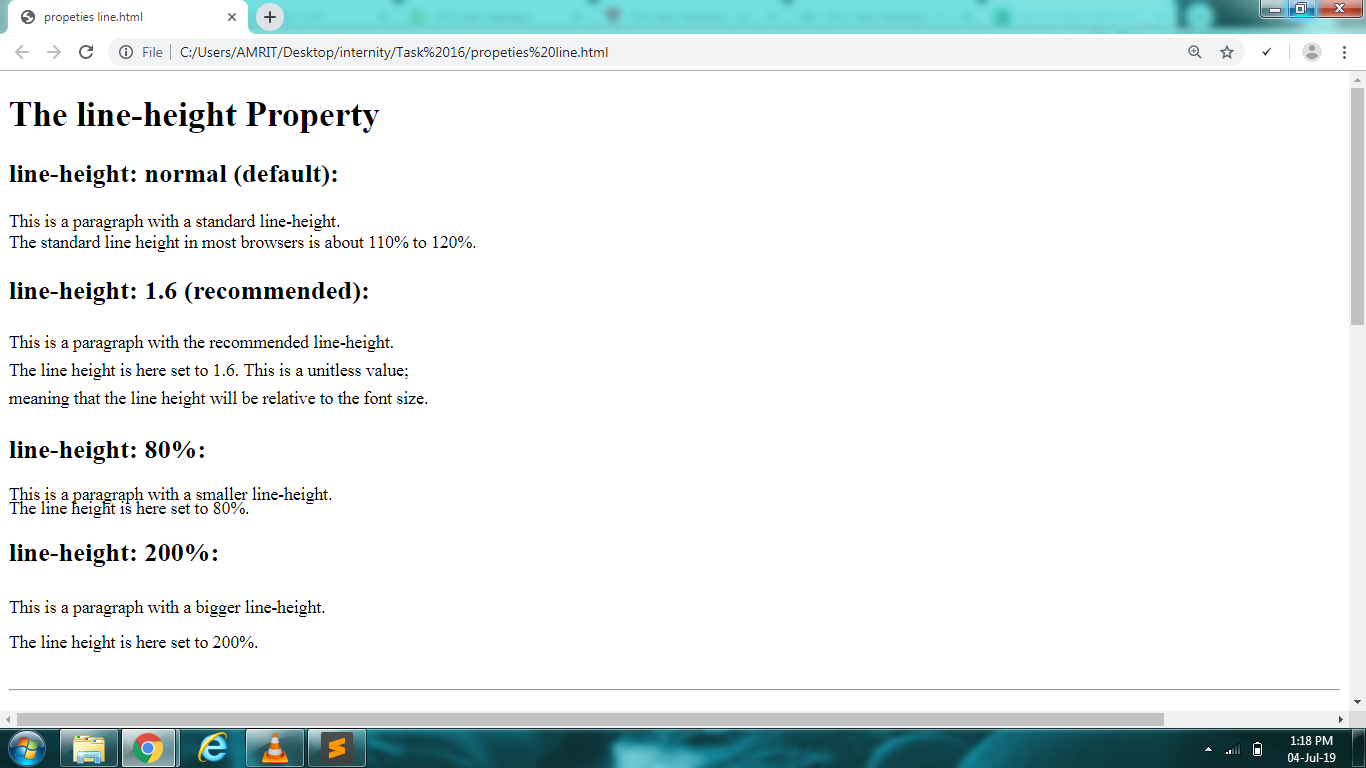 propeties line.html
File
C:/Users/AMRIT/Desktop/internity/Task%2016/propeties%20line.html
The line-height Property
line-height: normal (default):
This is a paragraph with a standard line-height.
The standard line height in most browsers is about 110% to 120%.
line-height: 1.6 (recommended):
This is a paragraph with the recommended line-height.
The line height is here set to 1.6. This is a unitless value;
meaning that the line height will be relative to the font size.
line-height: 80%:
This is a paragraph with a smaller line-height.
The line height is here set to 80%.
line-height: 200%:
This is a paragraph with a bigger line-height.
The line height is here set to 200%.
1:18 PM
04-Jul-19